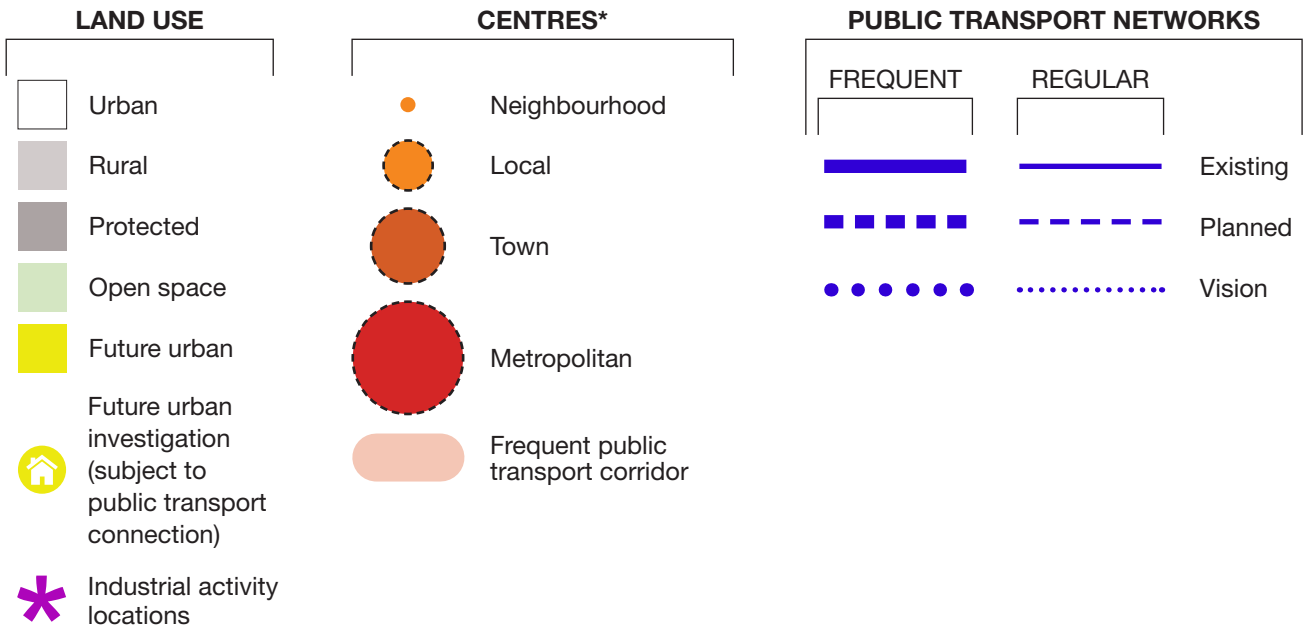 LAND USE
Urban
Rural
Protected
Open space
Future urban
Future urban
investigation
(subject to
public transport
connection)
Industrial activity
locations
CENTRES*
Neighbourhood
Local
Town
Metropolitan
Frequent public
transport corridor
PUBLIC TRANSPORT NETWORKS
FREQUENT
REGULAR
Existing
Planned
Vision